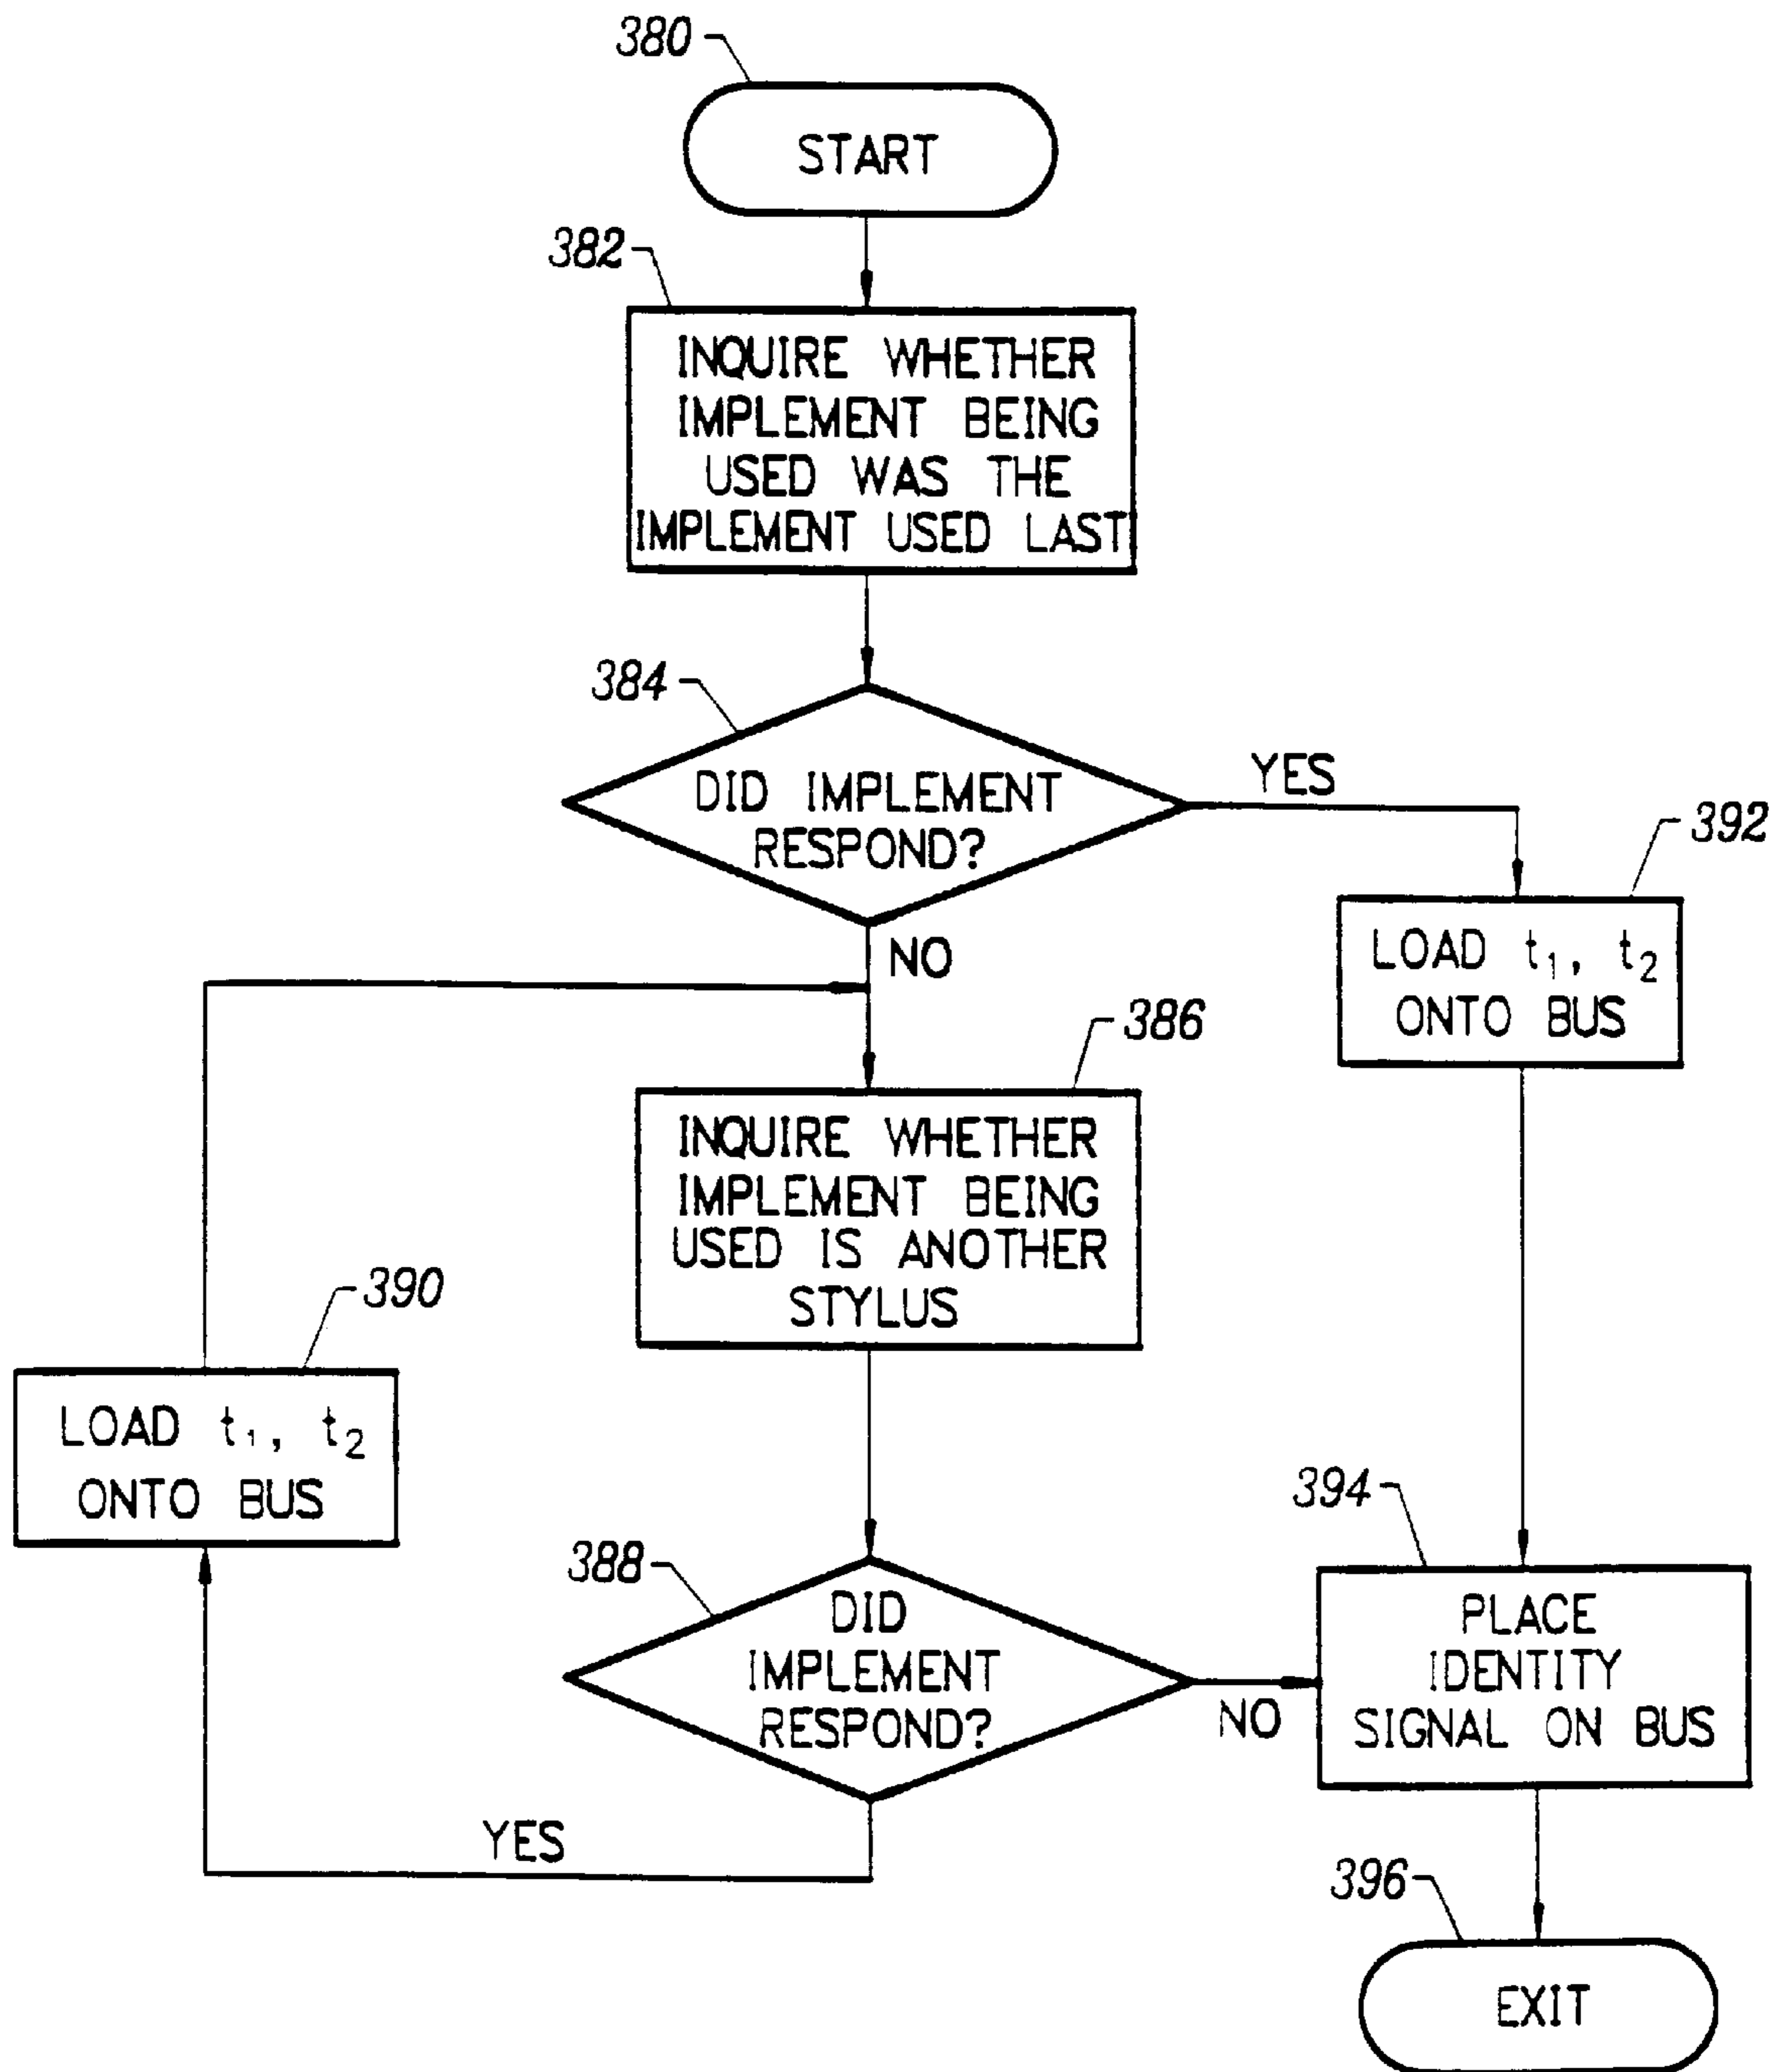 380
START
382
INQUIRE WHETHER
IMPLEMENT BEING
USED WAS THE
IMPLEMENT USED LAST
384
DID IMPLEMENT
RESPOND?
YES
392
LOAD t₁, t₂
ONTO BUS
NO
386
INQUIRE WHETHER
IMPLEMENT BEING
USED IS ANOTHER
STYLUS
390
LOAD t₁, t₂
ONTO BUS
388
DID
IMPLEMENT
RESPOND?
NO
YES
394
PLACE
IDENTITY
SIGNAL ON BUS
396
EXIT